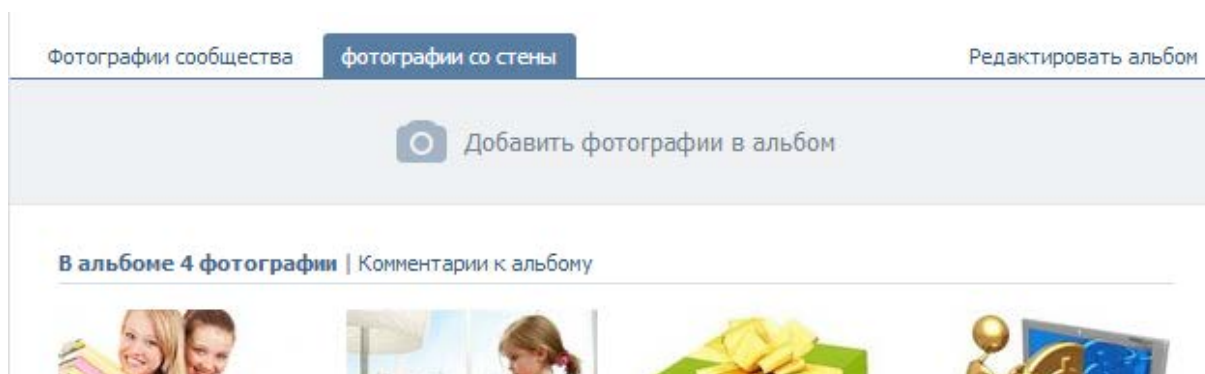 Фотографии сообщества фотографии со стены Редактировать альбом
Добавить фотографии в альбом
В альбоме 4 фотографии | Комментарии к альбому